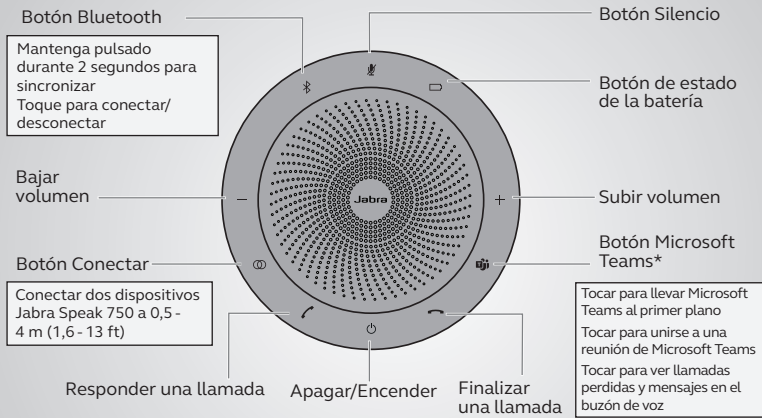 Botón Bluetooth
Mantenga pulsado
durante 2 segundos para
sincronizar
Toque para conectar/
desconectar
Botón Silencio
Botón de estado
de la batería
Bajar
volumen
Jabra
Subir volumen
Botón Conectar
Conectar dos dispositivos
Jabra Speak 750 a 0,5 -
4 m (1,6 - 13 ft)
Botón Microsoft
Teams*
Tocar para llevar Microsoft
Teams al primer plano
Tocar para unirse a una
reunión de Microsoft Teams
Tocar para ver llamadas
perdidas y mensajes en el
buzón de voz
Responder una llamada
Apagar/Encender
Finalizar
una llamada